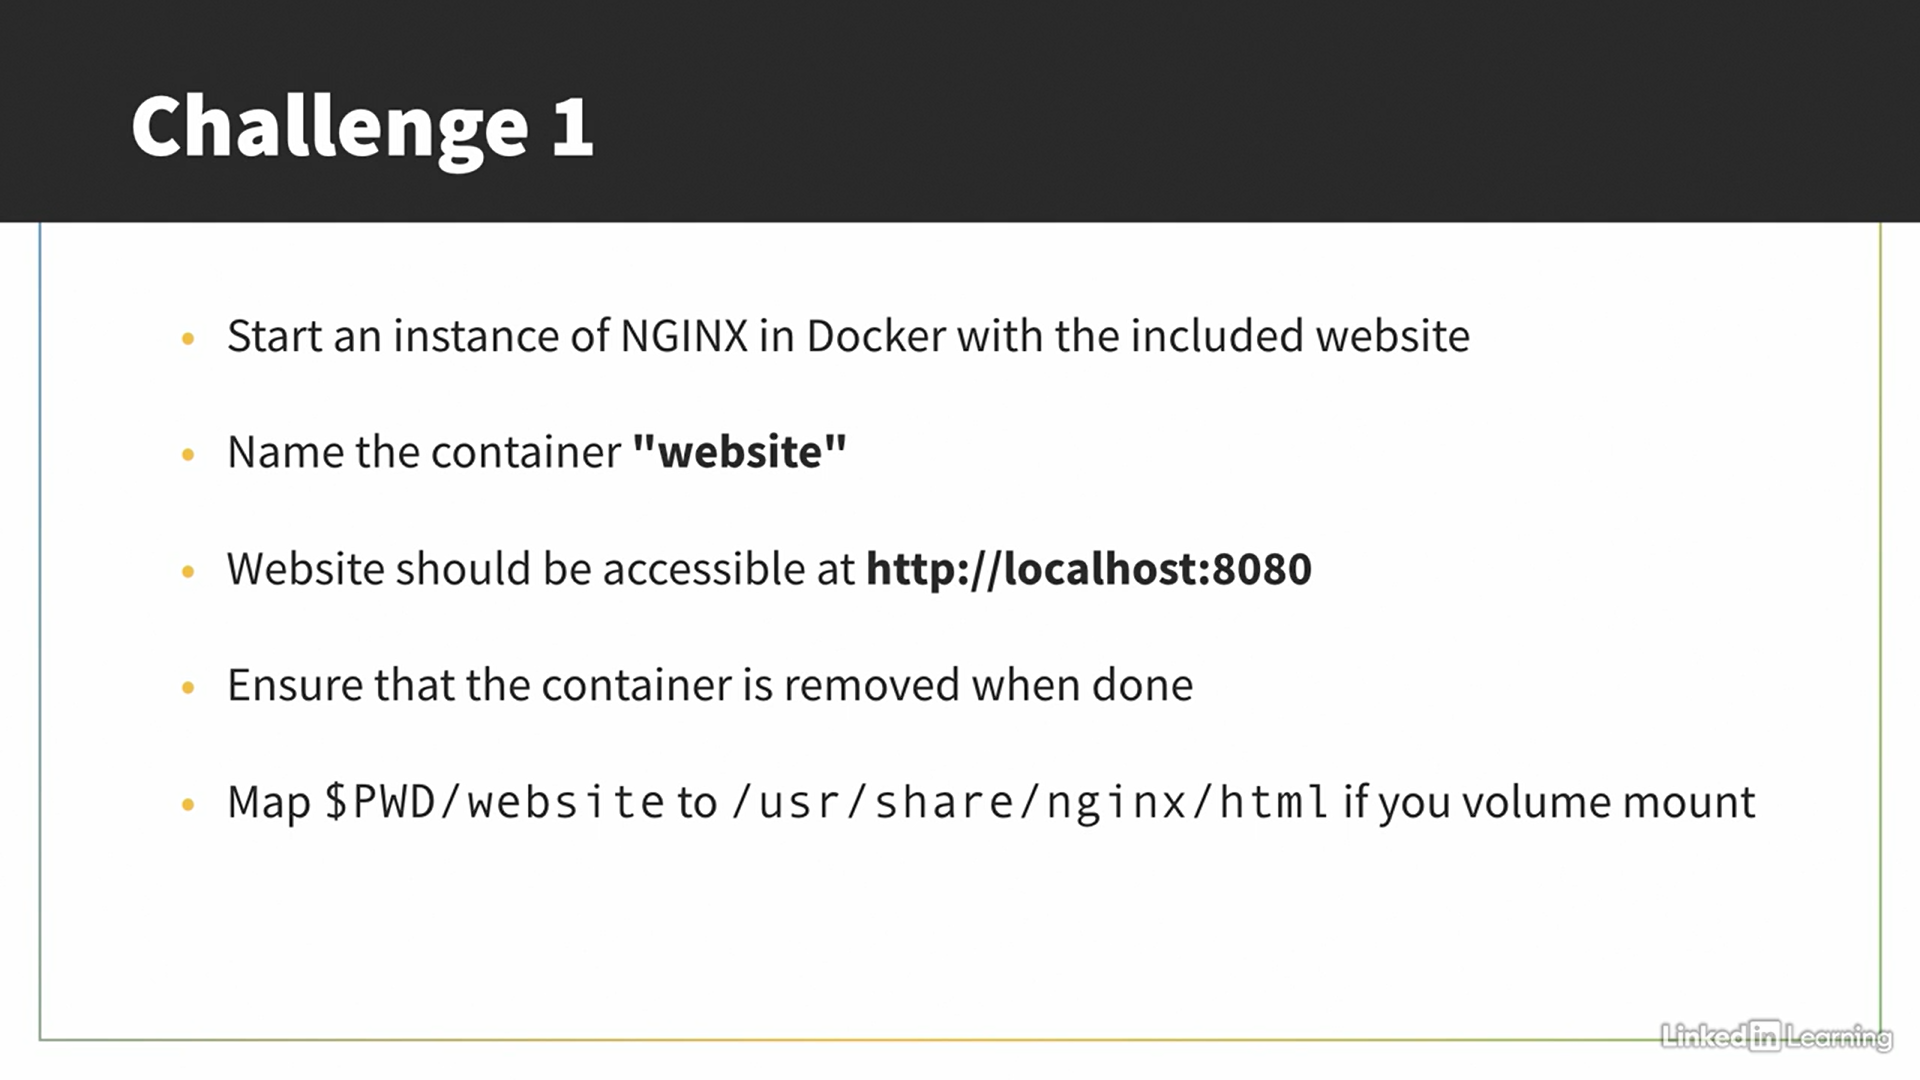 Challenge 1
• Start an instance of NGINX in Docker with the included website
• Name the container "website"
• Website should be accessible at http://localhost:8080
• Ensure that the container is removed when done
• Map $PWD/website to /usr/share/nginx/html if you volume mount
Linked in Learning